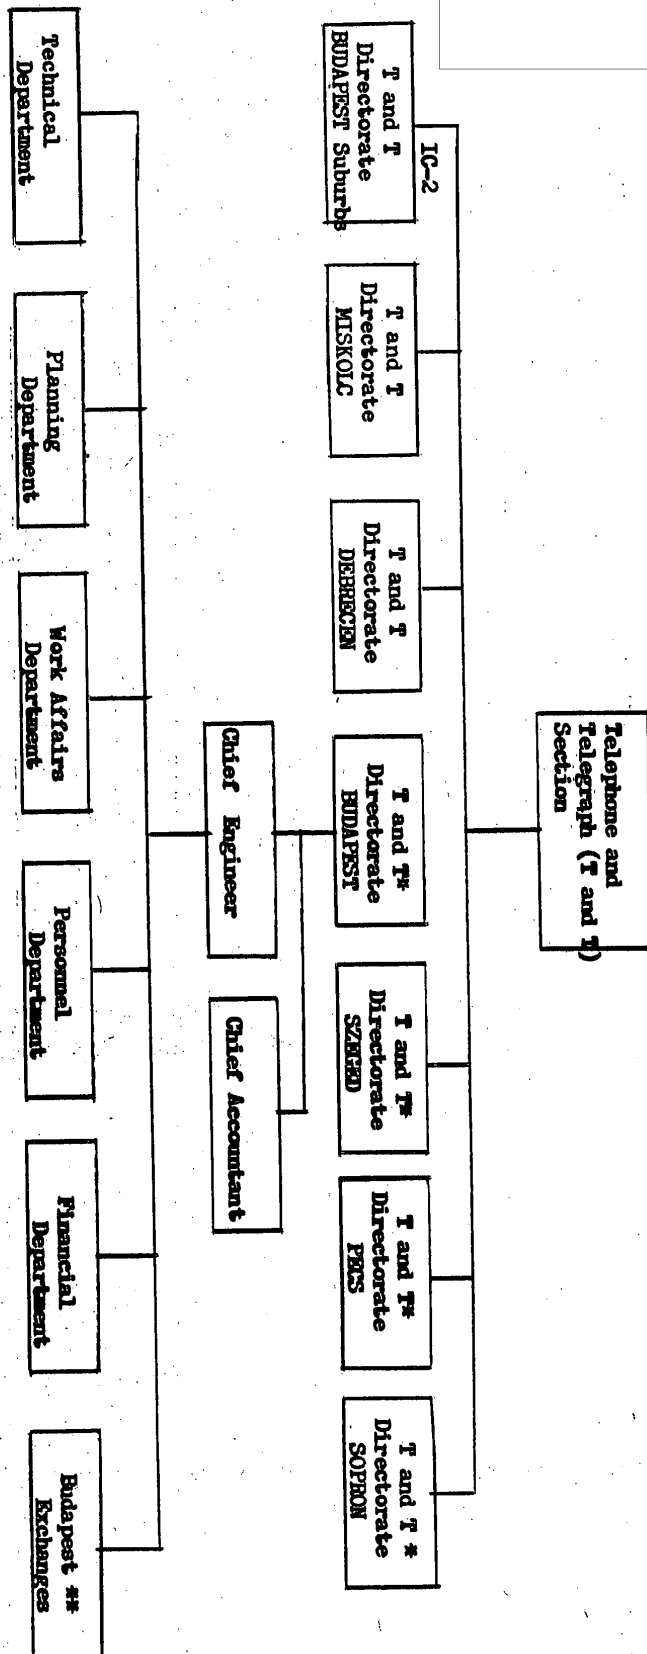 Telephone and
Telegraph (T and T)
Section
IC-2
T and T
Directorate
BUDAPEST Suburbs
T and T
Directorate
MISKOLC
T and T
Directorate
DEBRECEN
T and T*
Directorate
BUDAPEST
T and T*
Directorate
SZEGED
T and T*
Directorate
PECS
T and T *
Directorate
SOPRON
Chief Engineer
Chief Accountant
Technical
Department
Planning
Department
Work Affairs
Department
Personnel
Department
Financial
Department
Budapest **
Exchanges